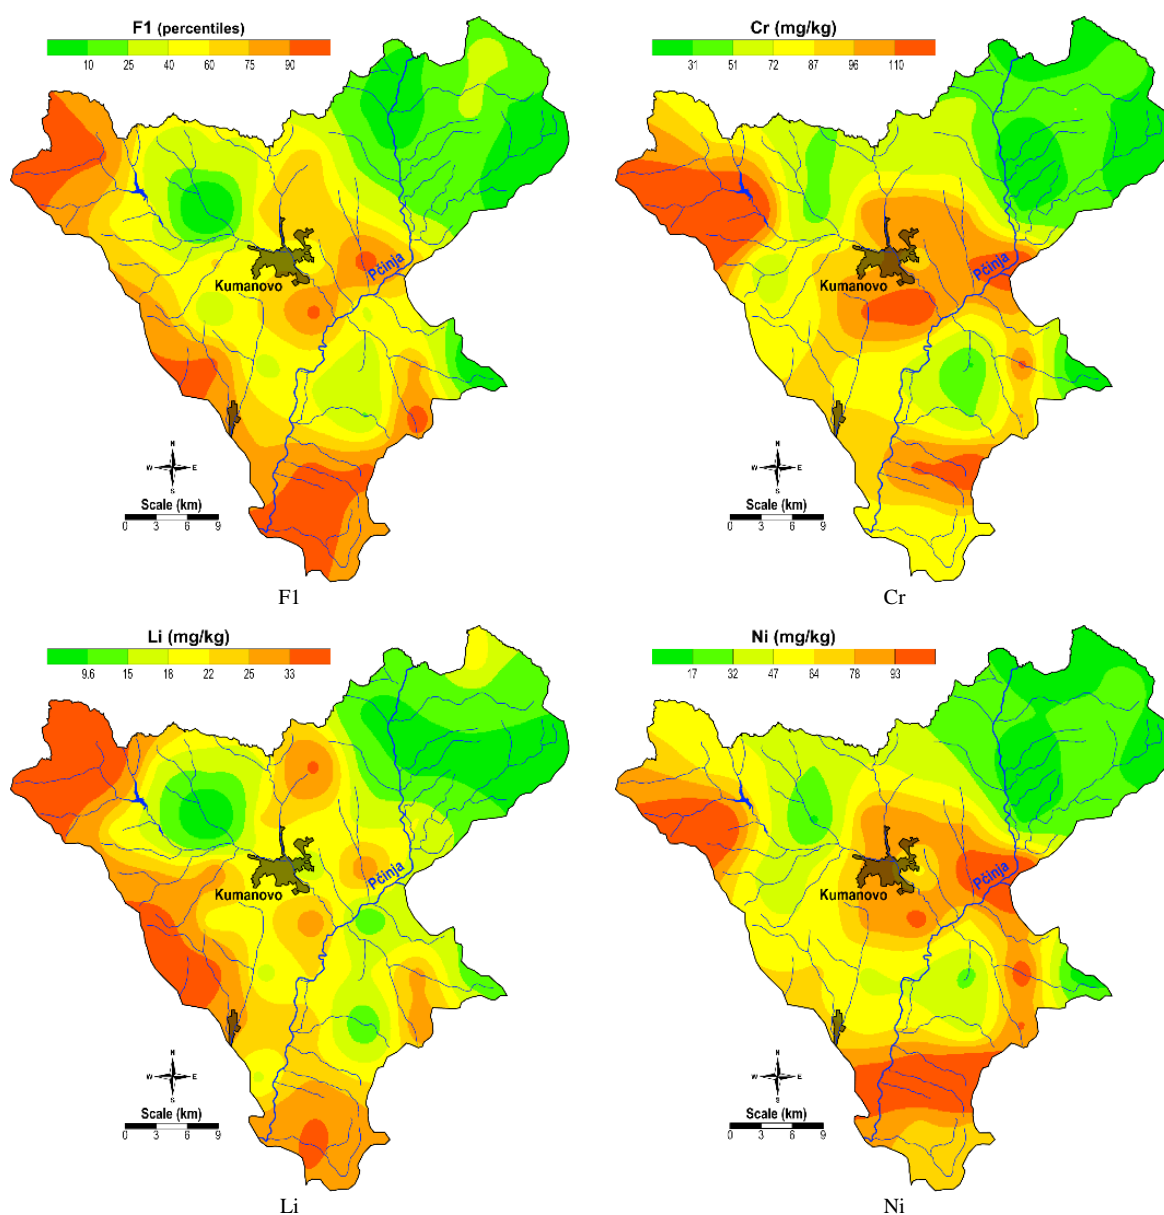 F1 (percentiles)
10 25 40 60 75 90
Kumanovo
Pčinja
N
W E
S
Scale (km)
0 3 6 9
F1
Cr (mg/kg)
31 51 72 87 96 110
Kumanovo
Pčinja
N
W E
S
Scale (km)
0 3 6 9
Cr
Li (mg/kg)
9.6 15 18 22 25 33
Kumanovo
Pčinja
N
W E
S
Scale (km)
0 3 6 9
Li
Ni (mg/kg)
17 32 47 64 78 93
Kumanovo
Pčinja
N
W E
S
Scale (km)
0 3 6 9
Ni